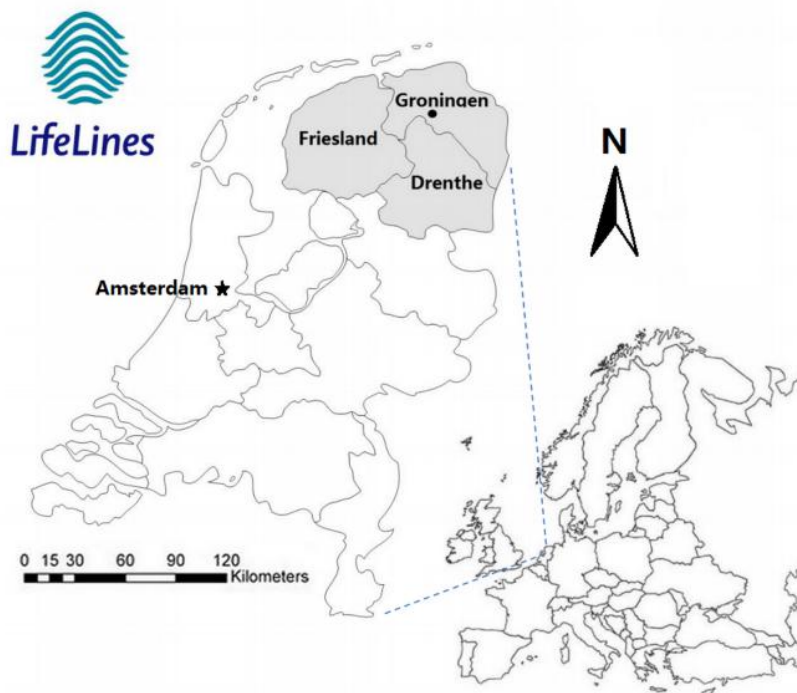 LifeLines
Groningen
Friesland
Drenthe
N
Amsterdam
0 15 30 60 90 120
Kilometers